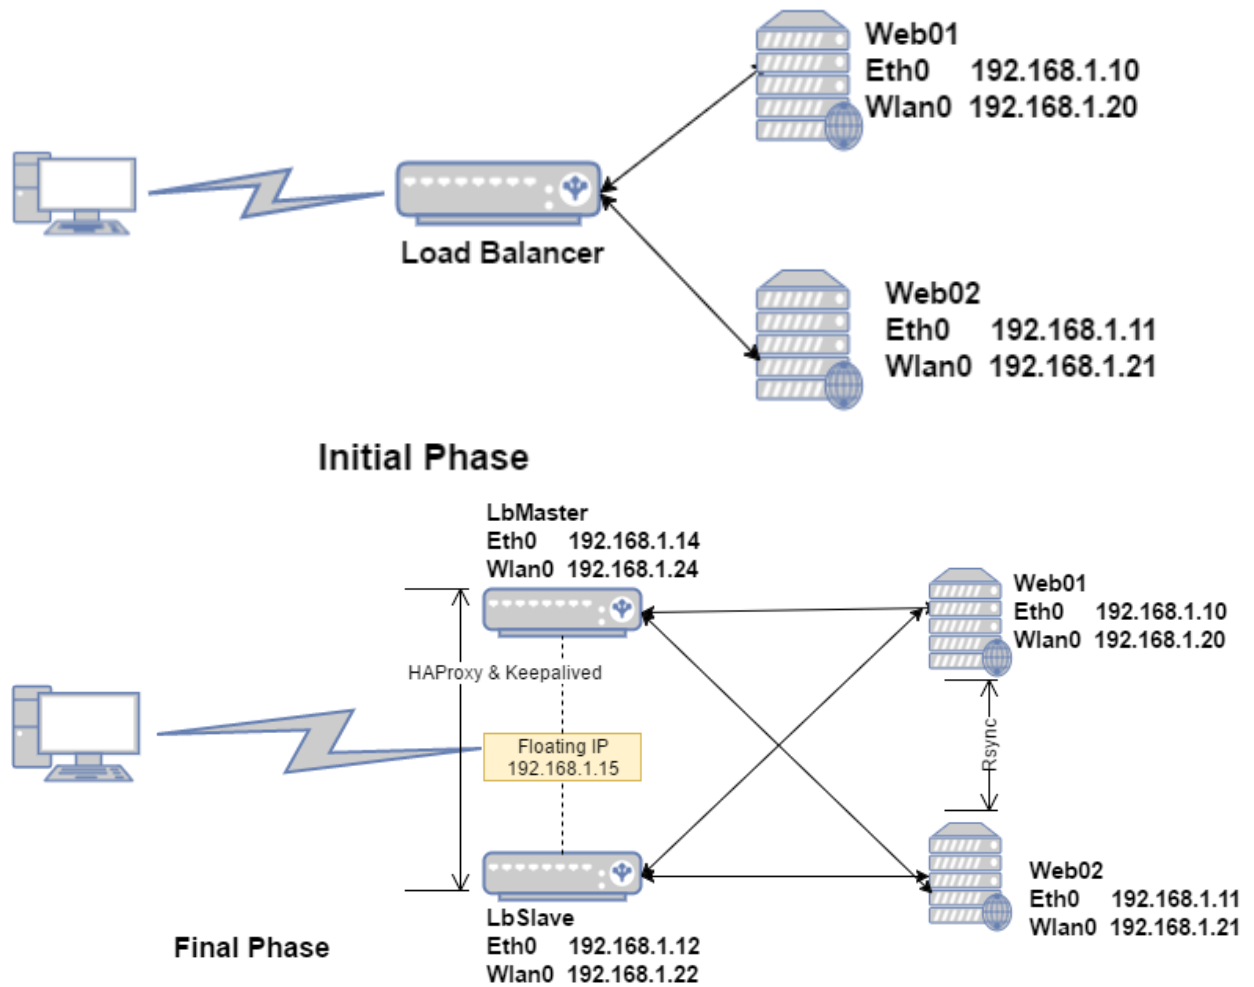 Web01
Eth0 192.168.1.10
Wlan0 192.168.1.20
Load Balancer
Web02
Eth0 192.168.1.11
Wlan0 192.168.1.21
Initial Phase
LbMaster
Eth0 192.168.1.14
Wlan0 192.168.1.24
Web01
Eth0 192.168.1.10
Wlan0 192.168.1.20
HAProxy & Keepalived
Floating IP
192.168.1.15
Rsync
Web02
Eth0 192.168.1.11
Wlan0 192.168.1.21
LbSlave
Eth0 192.168.1.12
Wlan0 192.168.1.22
Final Phase